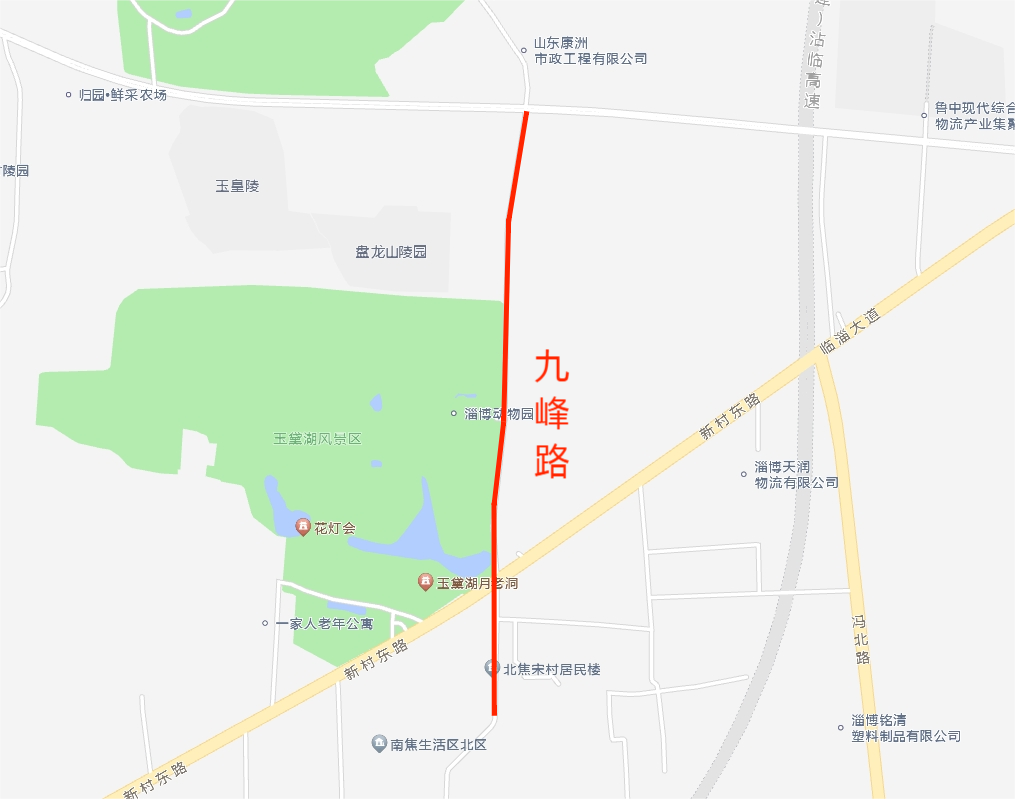 山东康洲
市政工程有限公司
）沾临高速
归园•鲜采农场
鲁中现代综合
物流产业集聚
陵园
玉皇陵
盘龙山陵园
临淄大道
九峰路
新村东路
淄博动物园
玉黛湖风景区
淄博天润
物流有限公司
花灯会
玉黛湖月老洞
一家人老年公寓
冯北路
新村东路
北焦宋村居民楼
淄博铭清
塑料制品有限公司
南焦生活区北区
新村东路